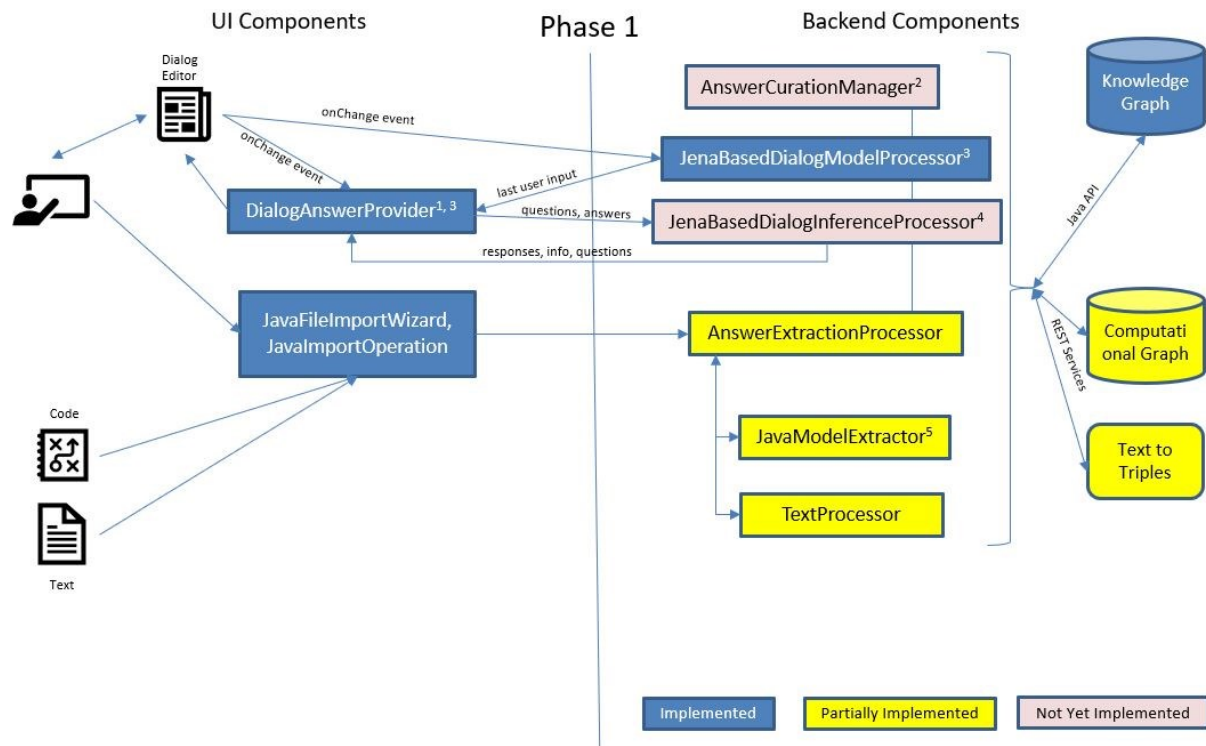 UI Components
Phase 1
Backend Components
Dialog
Editor
onChange event
onChange event
AnswerCurationManager2
Knowledge
Graph
JenaBasedDialogModelProcessor3
last user input
DialogAnswerProvider1, 3
questions, answers
JenaBasedDialogInferenceProcessor4
Java API
responses, info, questions
JavaFileImportWizard,
JavaImportOperation
AnswerExtractionProcessor
REST Services
Computati
onal Graph
Code
JavaModelExtractor5
Text to
Triples
TextProcessor
Text
Implemented
Partially Implemented
Not Yet Implemented